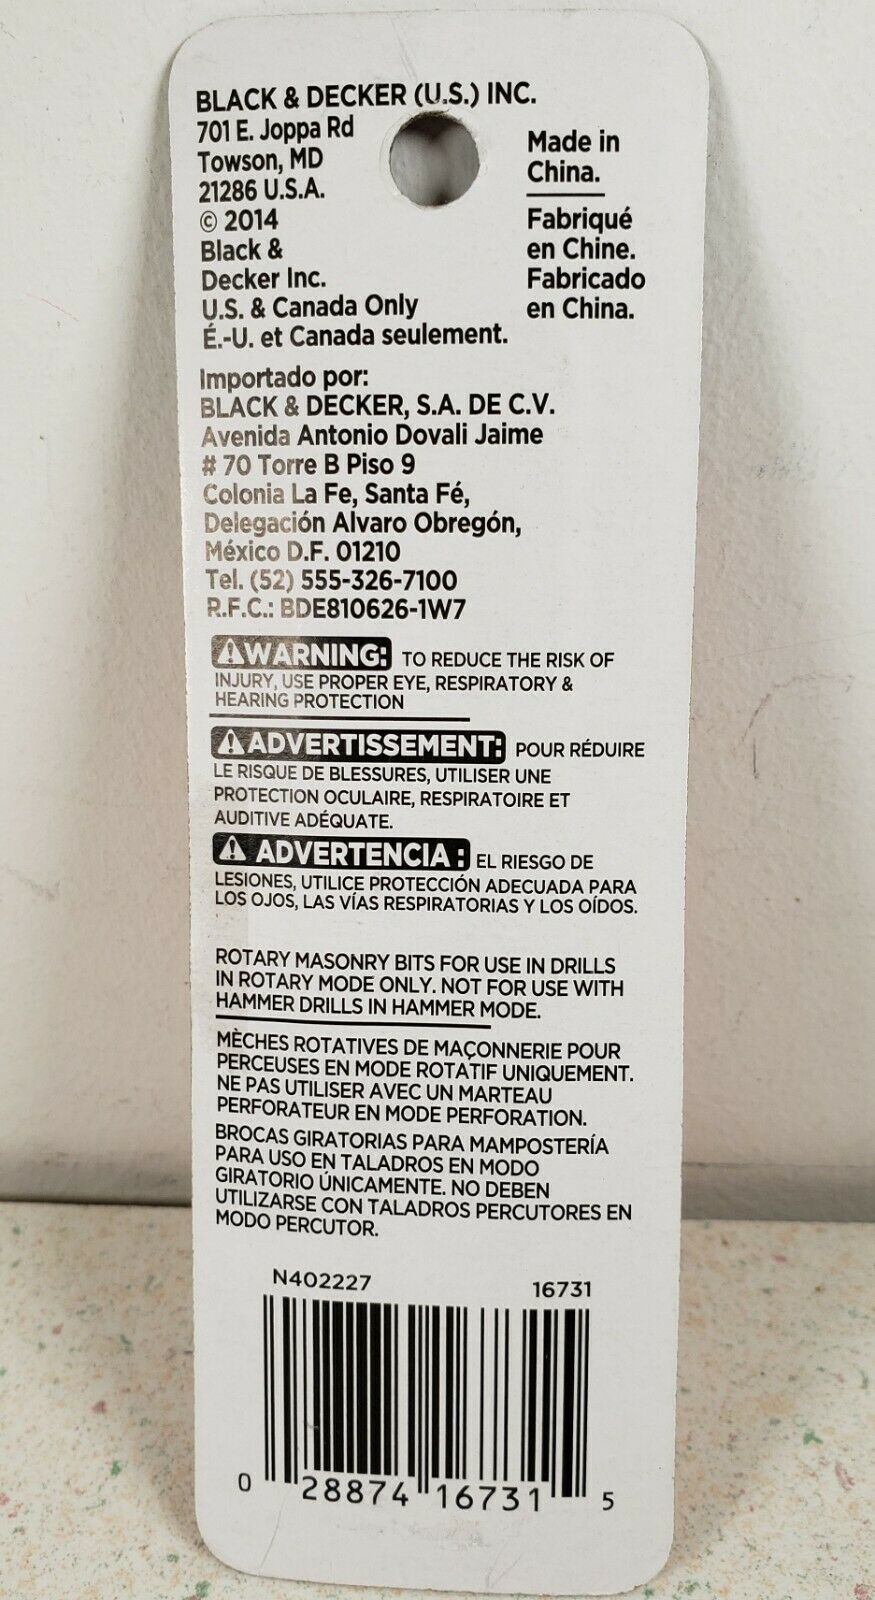 BLACK & DECKER (U.S.) INC.
701 E. Joppa Rd
Towson, MD
21286 U.S.A.
© 2014
Black &
Decker Inc.
U.S. & Canada Only
É.-U. et Canada seulement.
Made in
China.
Fabriqué
en Chine.
Fabricado
en China.
Importado por:
BLACK & DECKER, S.A. DE C.V.
Avenida Antonio Dovali Jaime
# 70 Torre B Piso 9
Colonia La Fe, Santa Fé,
Delegación Alvaro Obregón,
México D.F. 01210
Tel. (52) 555-326-7100
R.F.C.: BDE810626-1W7
WARNING: TO REDUCE THE RISK OF
INJURY, USE PROPER EYE, RESPIRATORY &
HEARING PROTECTION
ADVERTISSEMENT: POUR RÉDUIRE
LE RISQUE DE BLESSURES, UTILISER UNE
PROTECTION OCULAIRE, RESPIRATOIRE ET
AUDITIVE ADÉQUATE.
ADVERTENCIA : EL RIESGO DE
LESIONES, UTILICE PROTECCIÓN ADECUADA PARA
LOS OJOS, LAS VÍAS RESPIRATORIAS Y LOS OÍDOS.
ROTARY MASONRY BITS FOR USE IN DRILLS
IN ROTARY MODE ONLY. NOT FOR USE WITH
HAMMER DRILLS IN HAMMER MODE.
MÈCHES ROTATIVES DE MAÇONNERIE POUR
PERCEUSES EN MODE ROTATIF UNIQUEMENT.
NE PAS UTILISER AVEC UN MARTEAU
PERFORATEUR EN MODE PERFORATION.
BROCAS GIRATORIAS PARA MAMPOSTERÍA
PARA USO EN TALADROS EN MODO
GIRATORIO ÚNICAMENTE. NO DEBEN
UTILIZARSE CON TALADROS PERCUTORES EN
MODO PERCUTOR.
N402227 16731
0 28874 16731 5